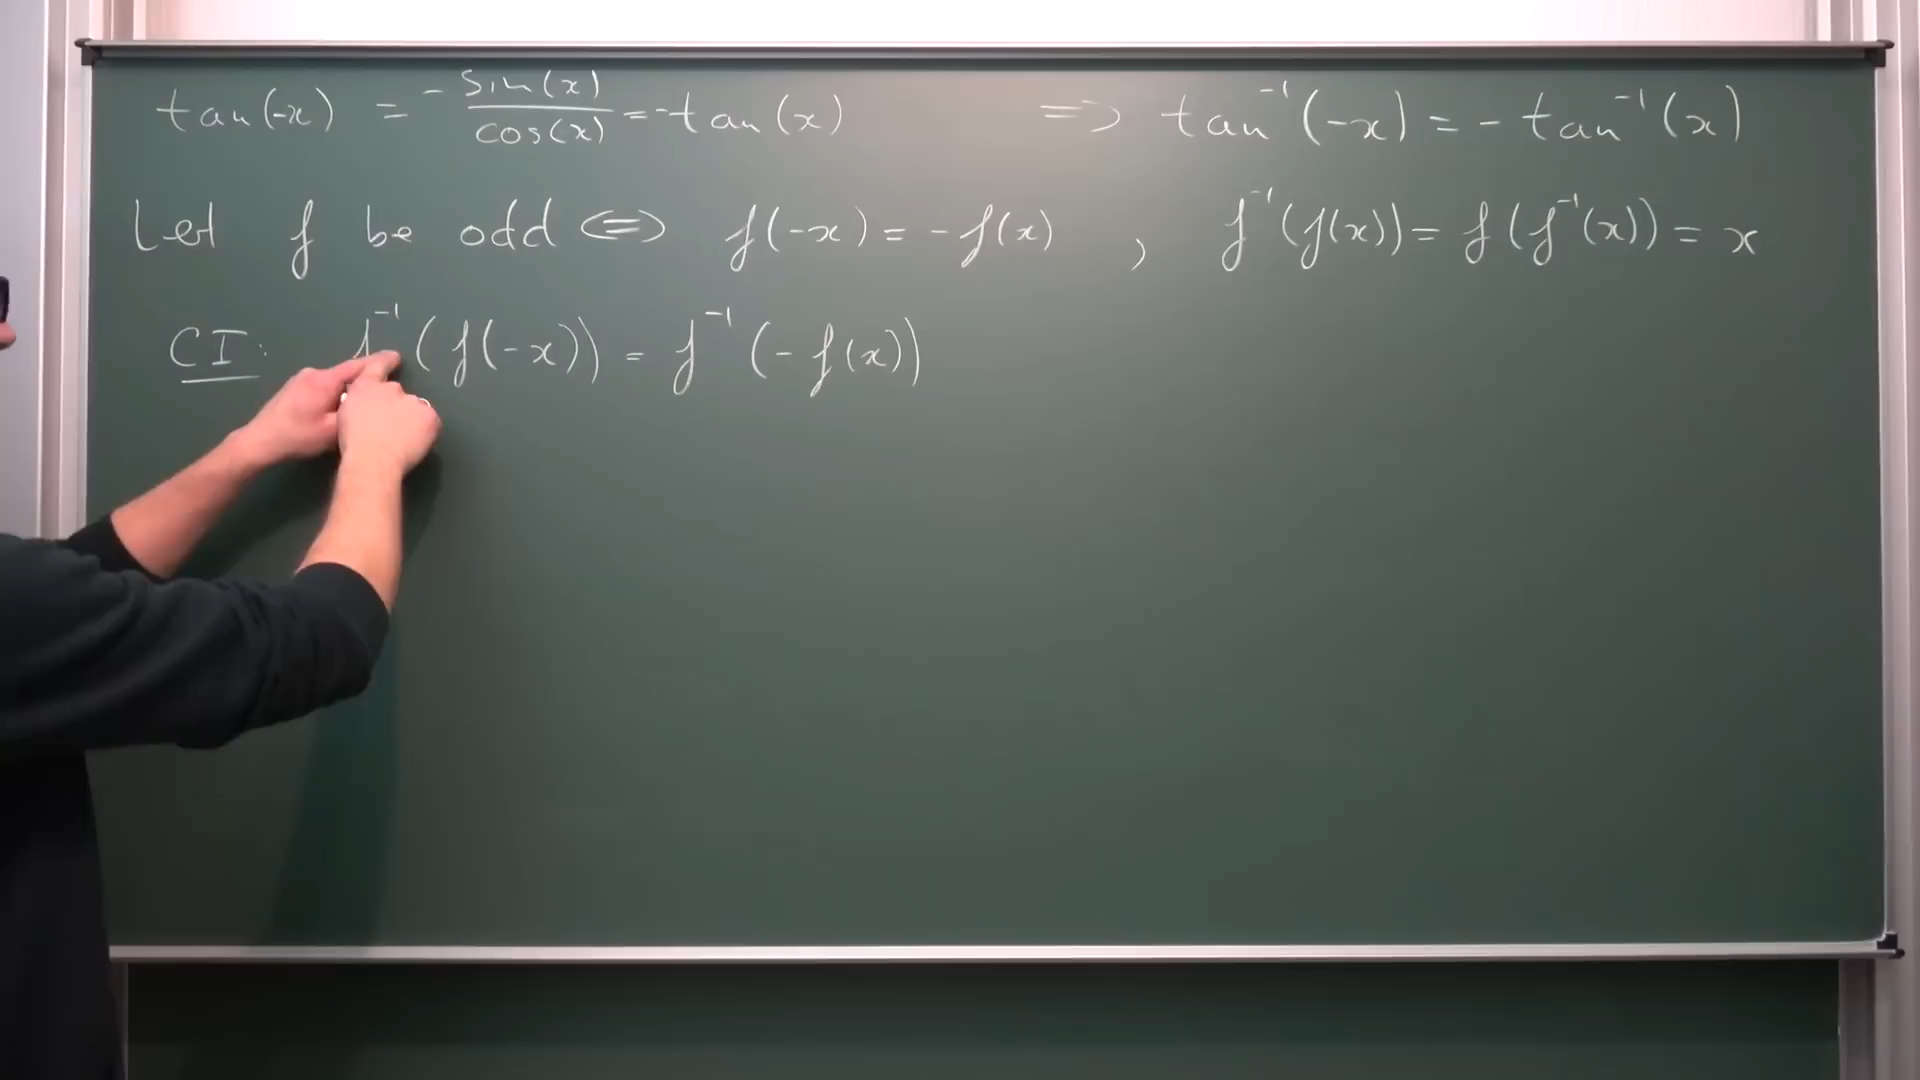 tan(-x) = - sin(x)/cos(x) = -tan(x) => tan⁻¹(-x) = - tan⁻¹(x)
Let f be odd <=> f(-x) = -f(x) , f⁻¹(f(x)) = f(f⁻¹(x)) = x
CI: f⁻¹(f(-x)) = f⁻¹(-f(x))